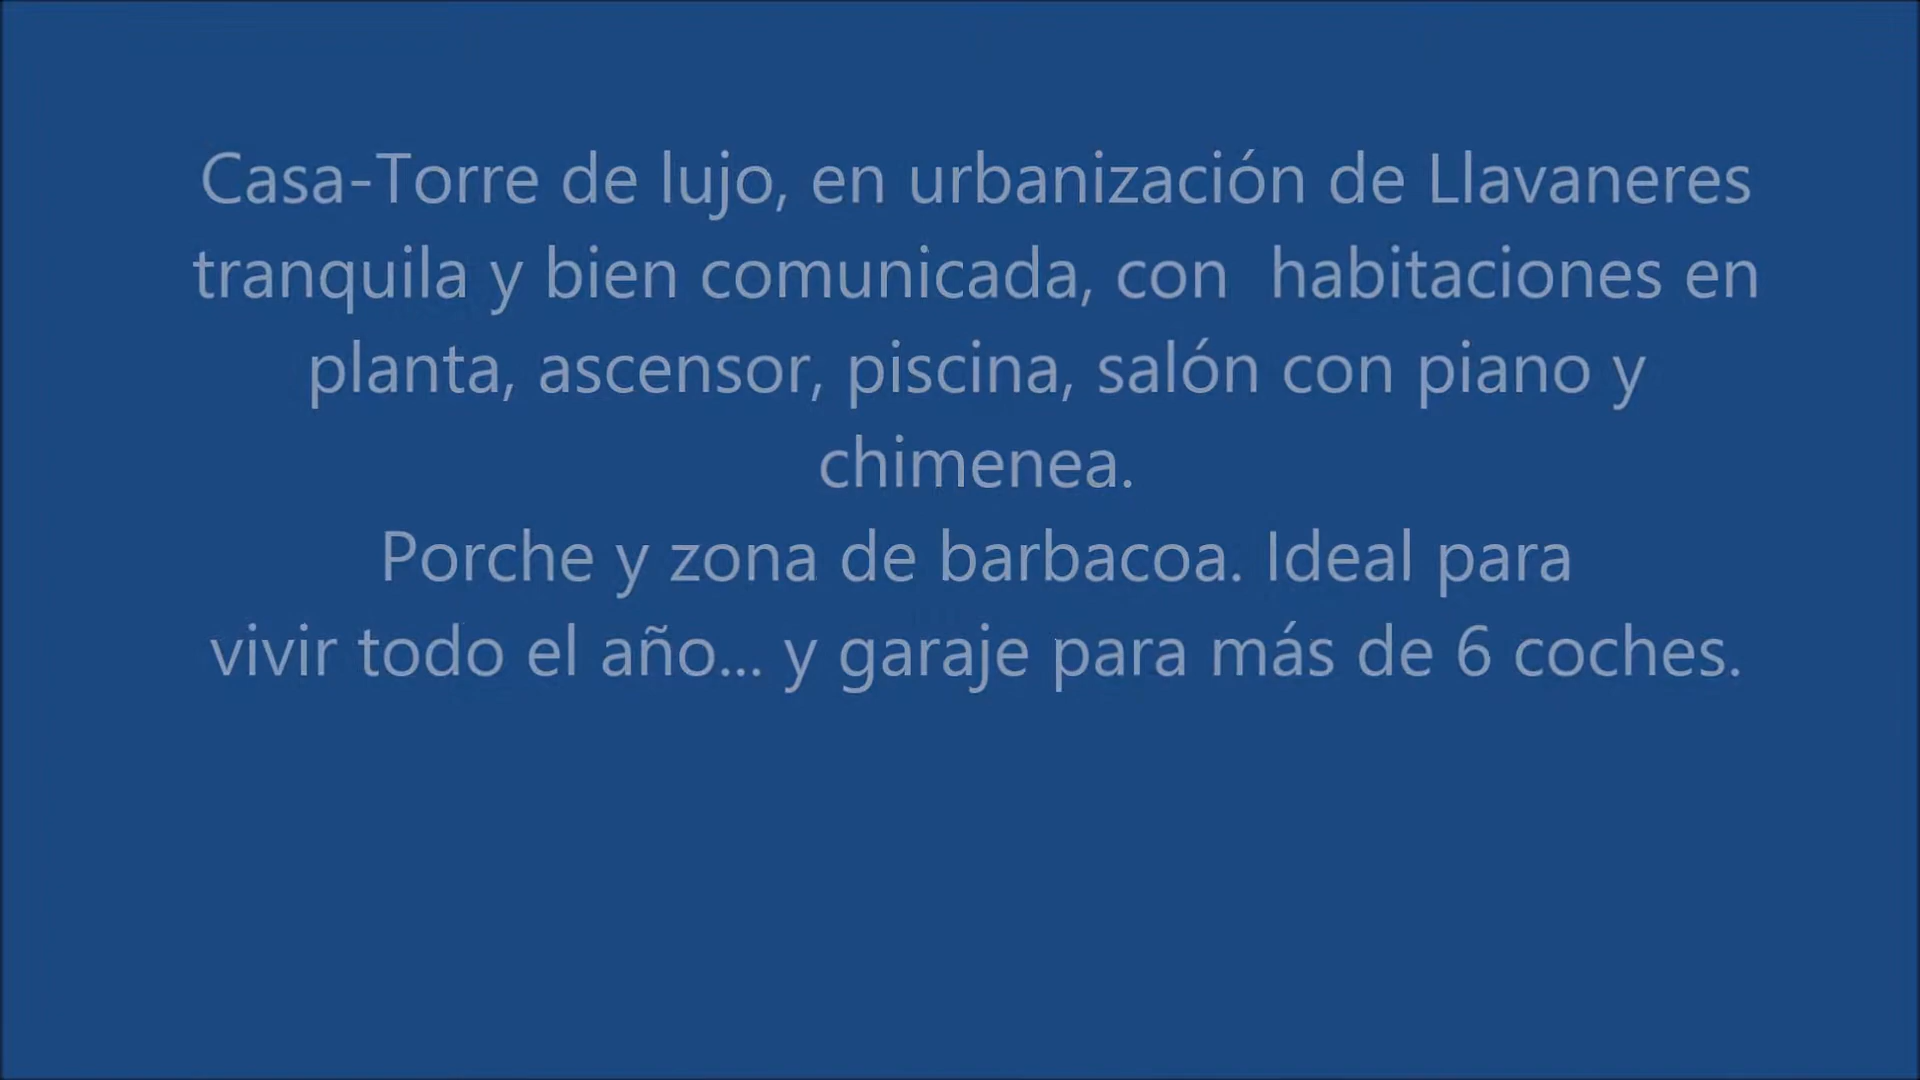 Casa-Torre de lujo, en urbanización de Llavaneres
tranquila y bien comunicada, con  habitaciones en
planta, ascensor, piscina, salón con piano y
chimenea.
Porche y zona de barbacoa. Ideal para
vivir todo el año... y garaje para más de 6 coches.